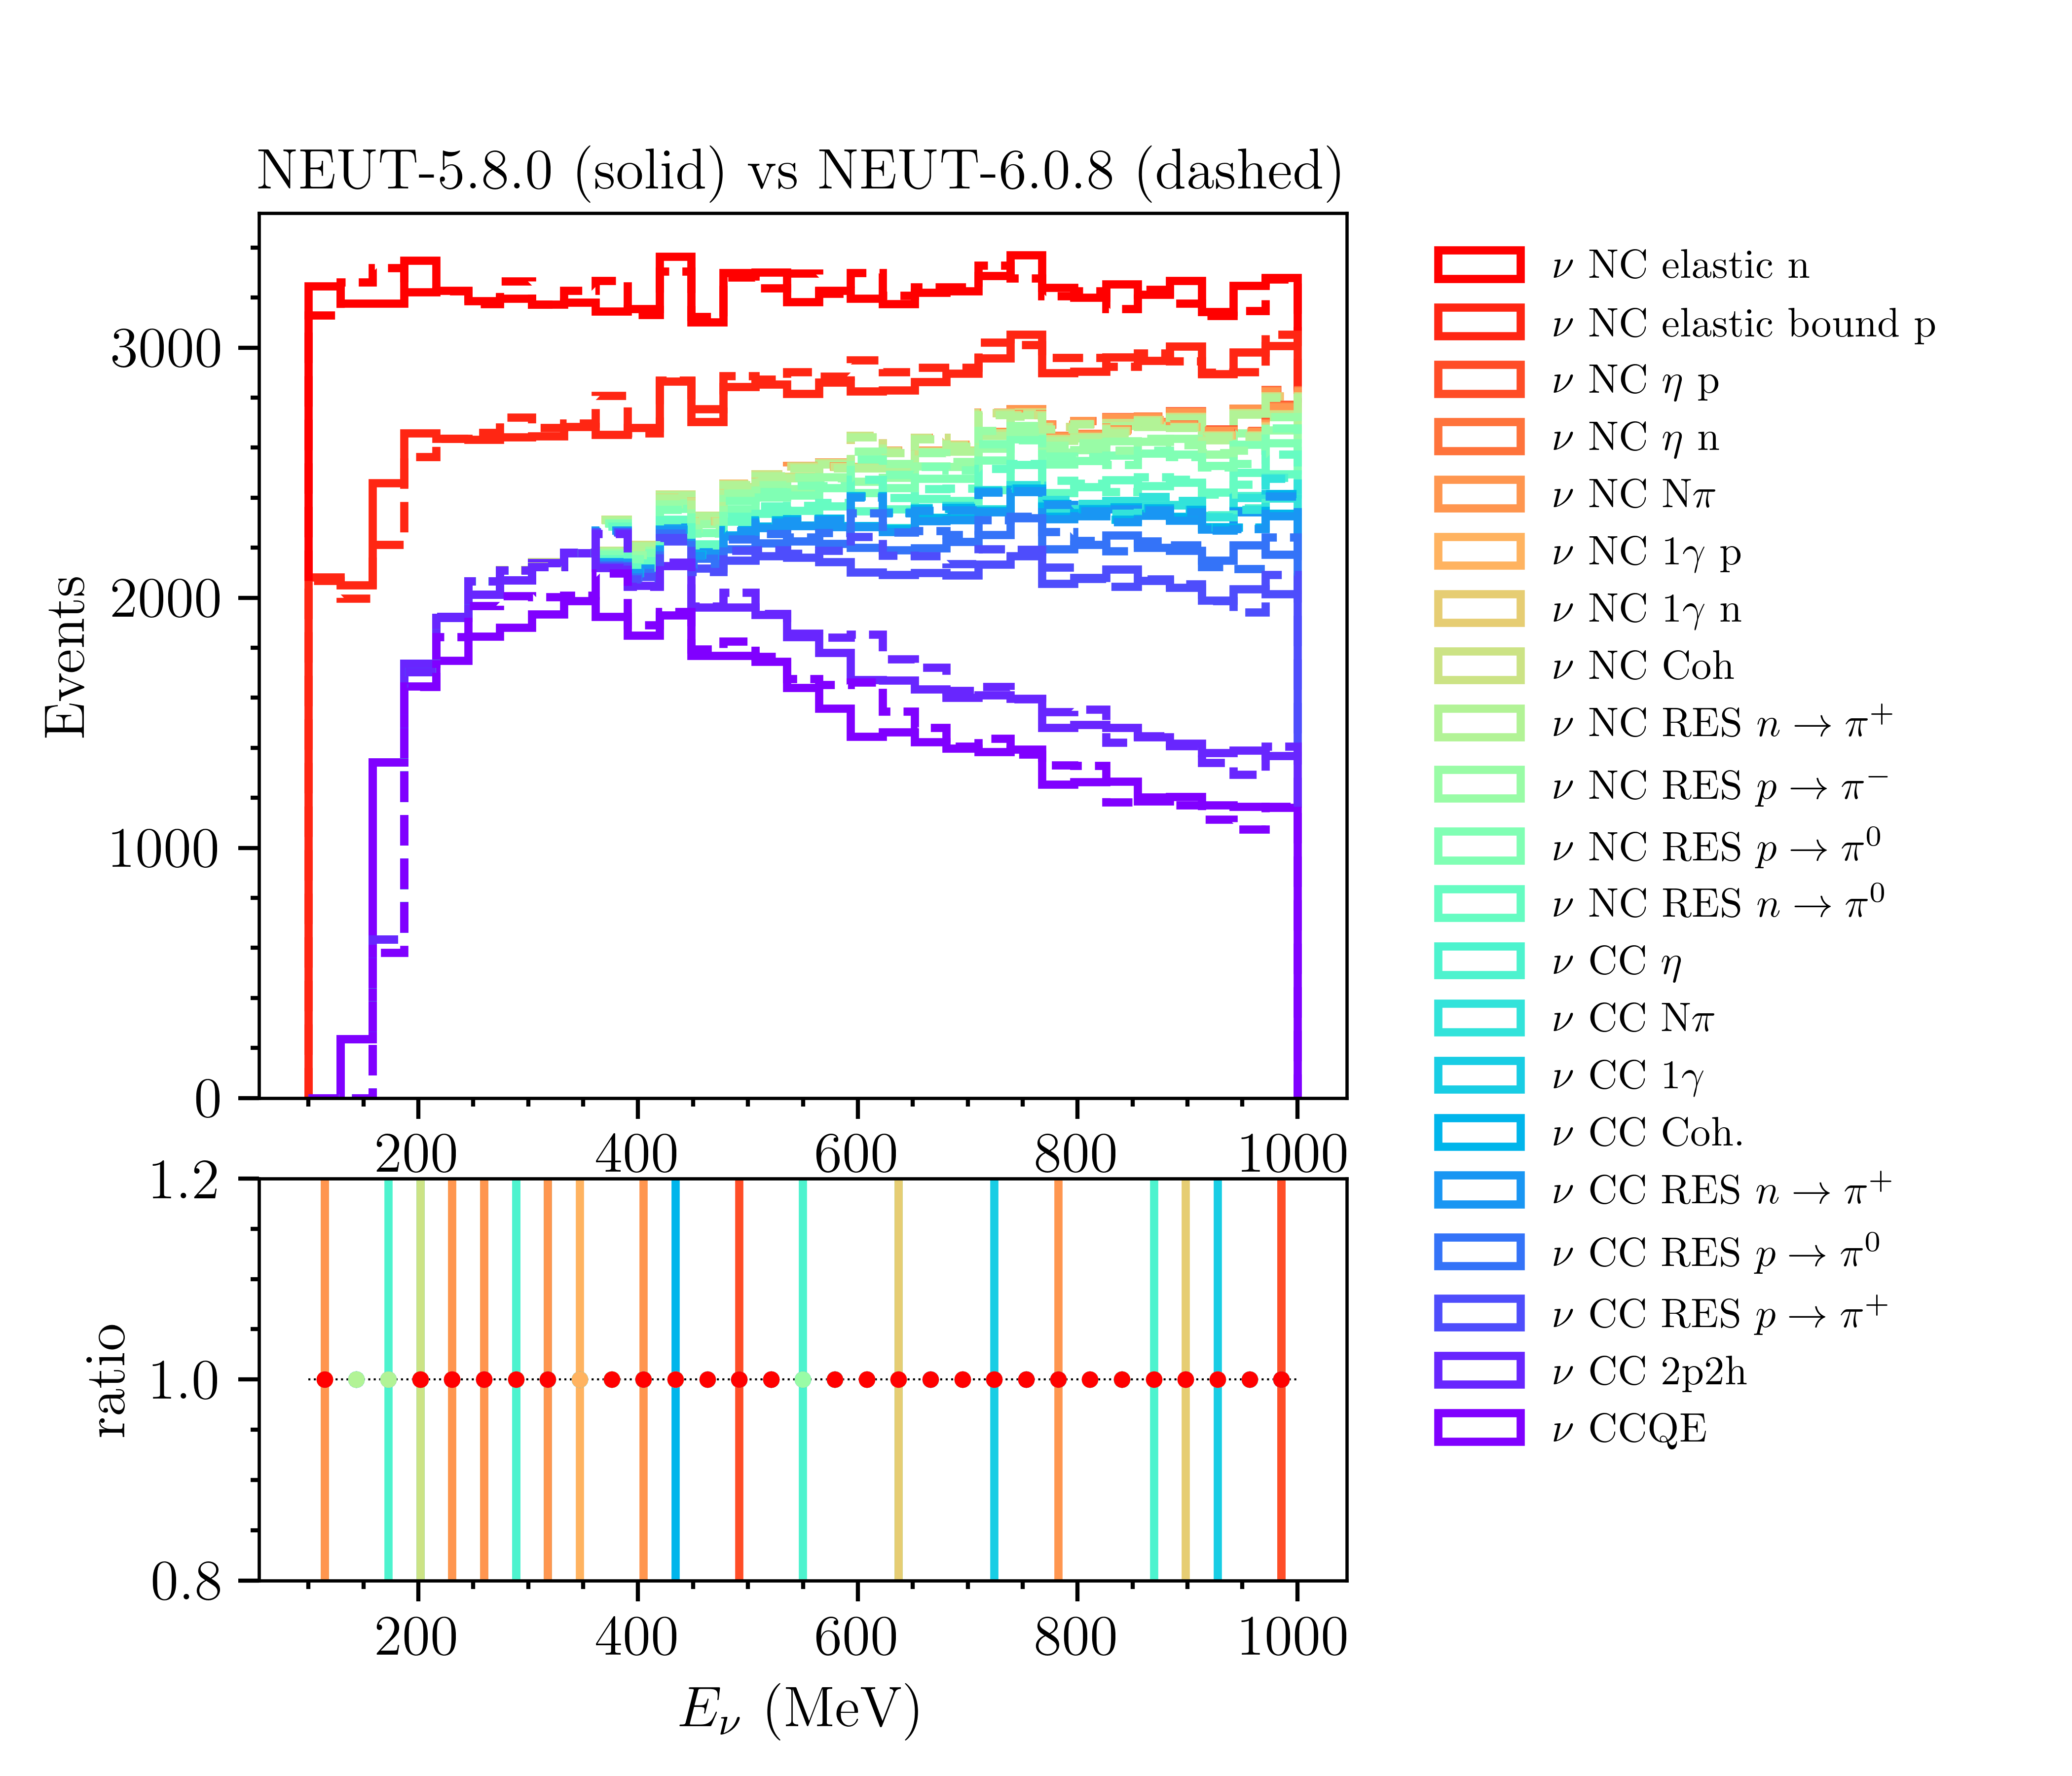 NEUT-5.8.0 (solid) vs NEUT-6.0.8 (dashed)
Events
3000
2000
1000
0
200 400 600 800 1000
ν NC elastic n
ν NC elastic bound p
ν NC η p
ν NC η n
ν NC Nπ
ν NC 1γ p
ν NC 1γ n
ν NC Coh
ν NC RES n → π⁺
ν NC RES p → π⁻
ν NC RES p → π⁰
ν NC RES n → π⁰
ν CC η
ν CC Nπ
ν CC 1γ
ν CC Coh.
ν CC RES n → π⁺
ν CC RES p → π⁰
ν CC RES p → π⁺
ν CC 2p2h
ν CCQE
ratio
1.2
1.0
0.8
200 400 600 800 1000
E_ν (MeV)